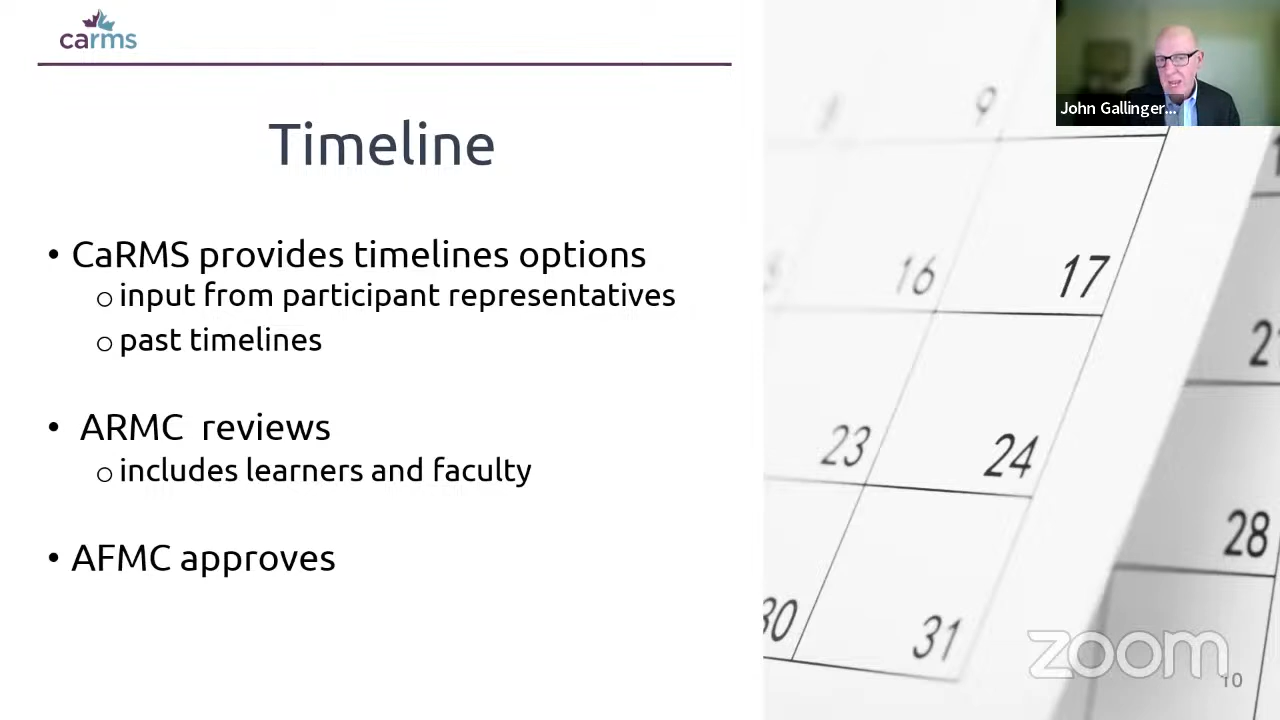 carms
John Gallinger...
Timeline
• CaRMS provides timelines options
o input from participant representatives
o past timelines
• ARMC reviews
o includes learners and faculty
• AFMC approves
9
16
17
23
24
30
31
28
zoom
10